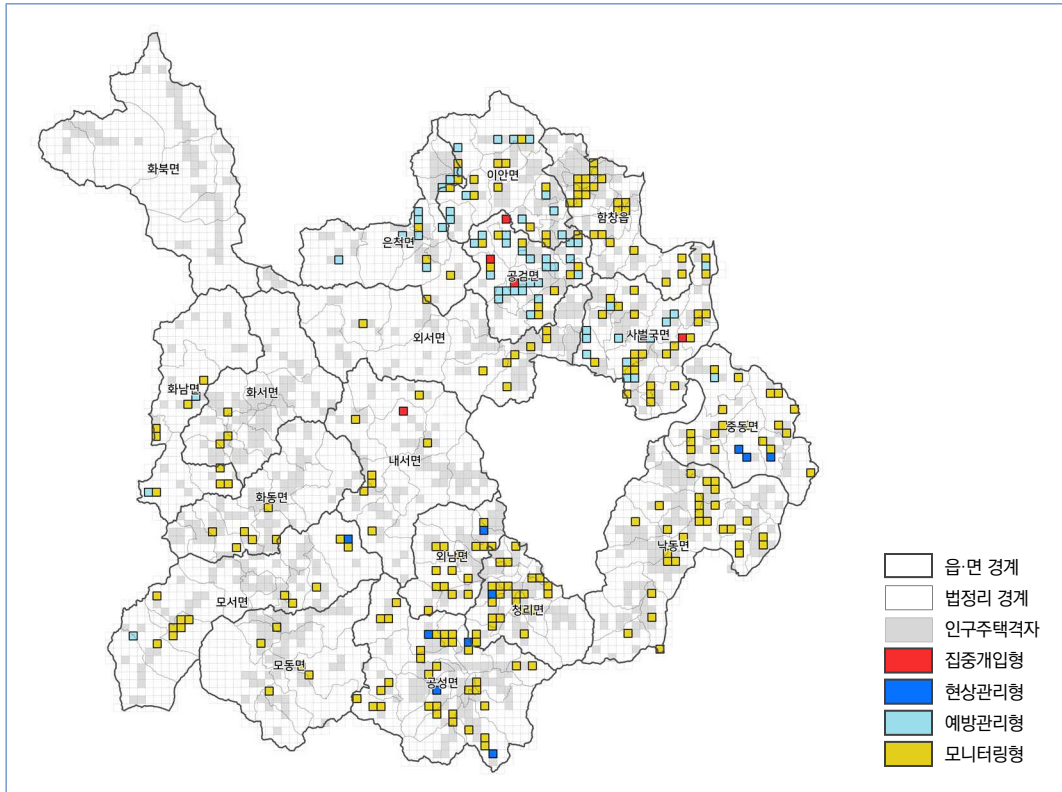 화북면
이안면
함창읍
은척면
공검면
외서면
사벌국면
화남면
화서면
중동면
내서면
화동면
외남면
낙동면
모서면
청리면
모동면
공성면
읍·면 경계
법정리 경계
인구주택격자
집중개입형
현상관리형
예방관리형
모니터링형